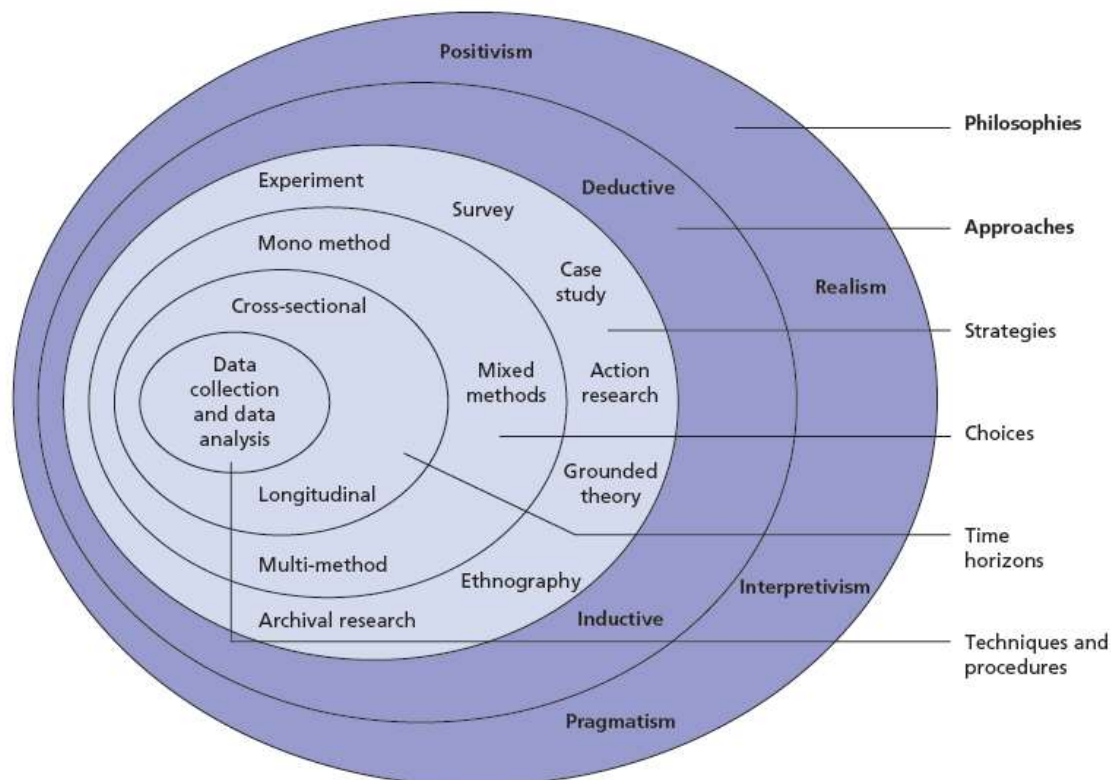 Positivism
Philosophies
Experiment
Deductive
Survey
Approaches
Mono method
Case
study
Realism
Cross-sectional
Strategies
Data
collection
and data
analysis
Mixed
methods
Action
research
Choices
Grounded
theory
Longitudinal
Time
horizons
Multi-method
Ethnography
Interpretivism
Archival research
Inductive
Techniques and
procedures
Pragmatism